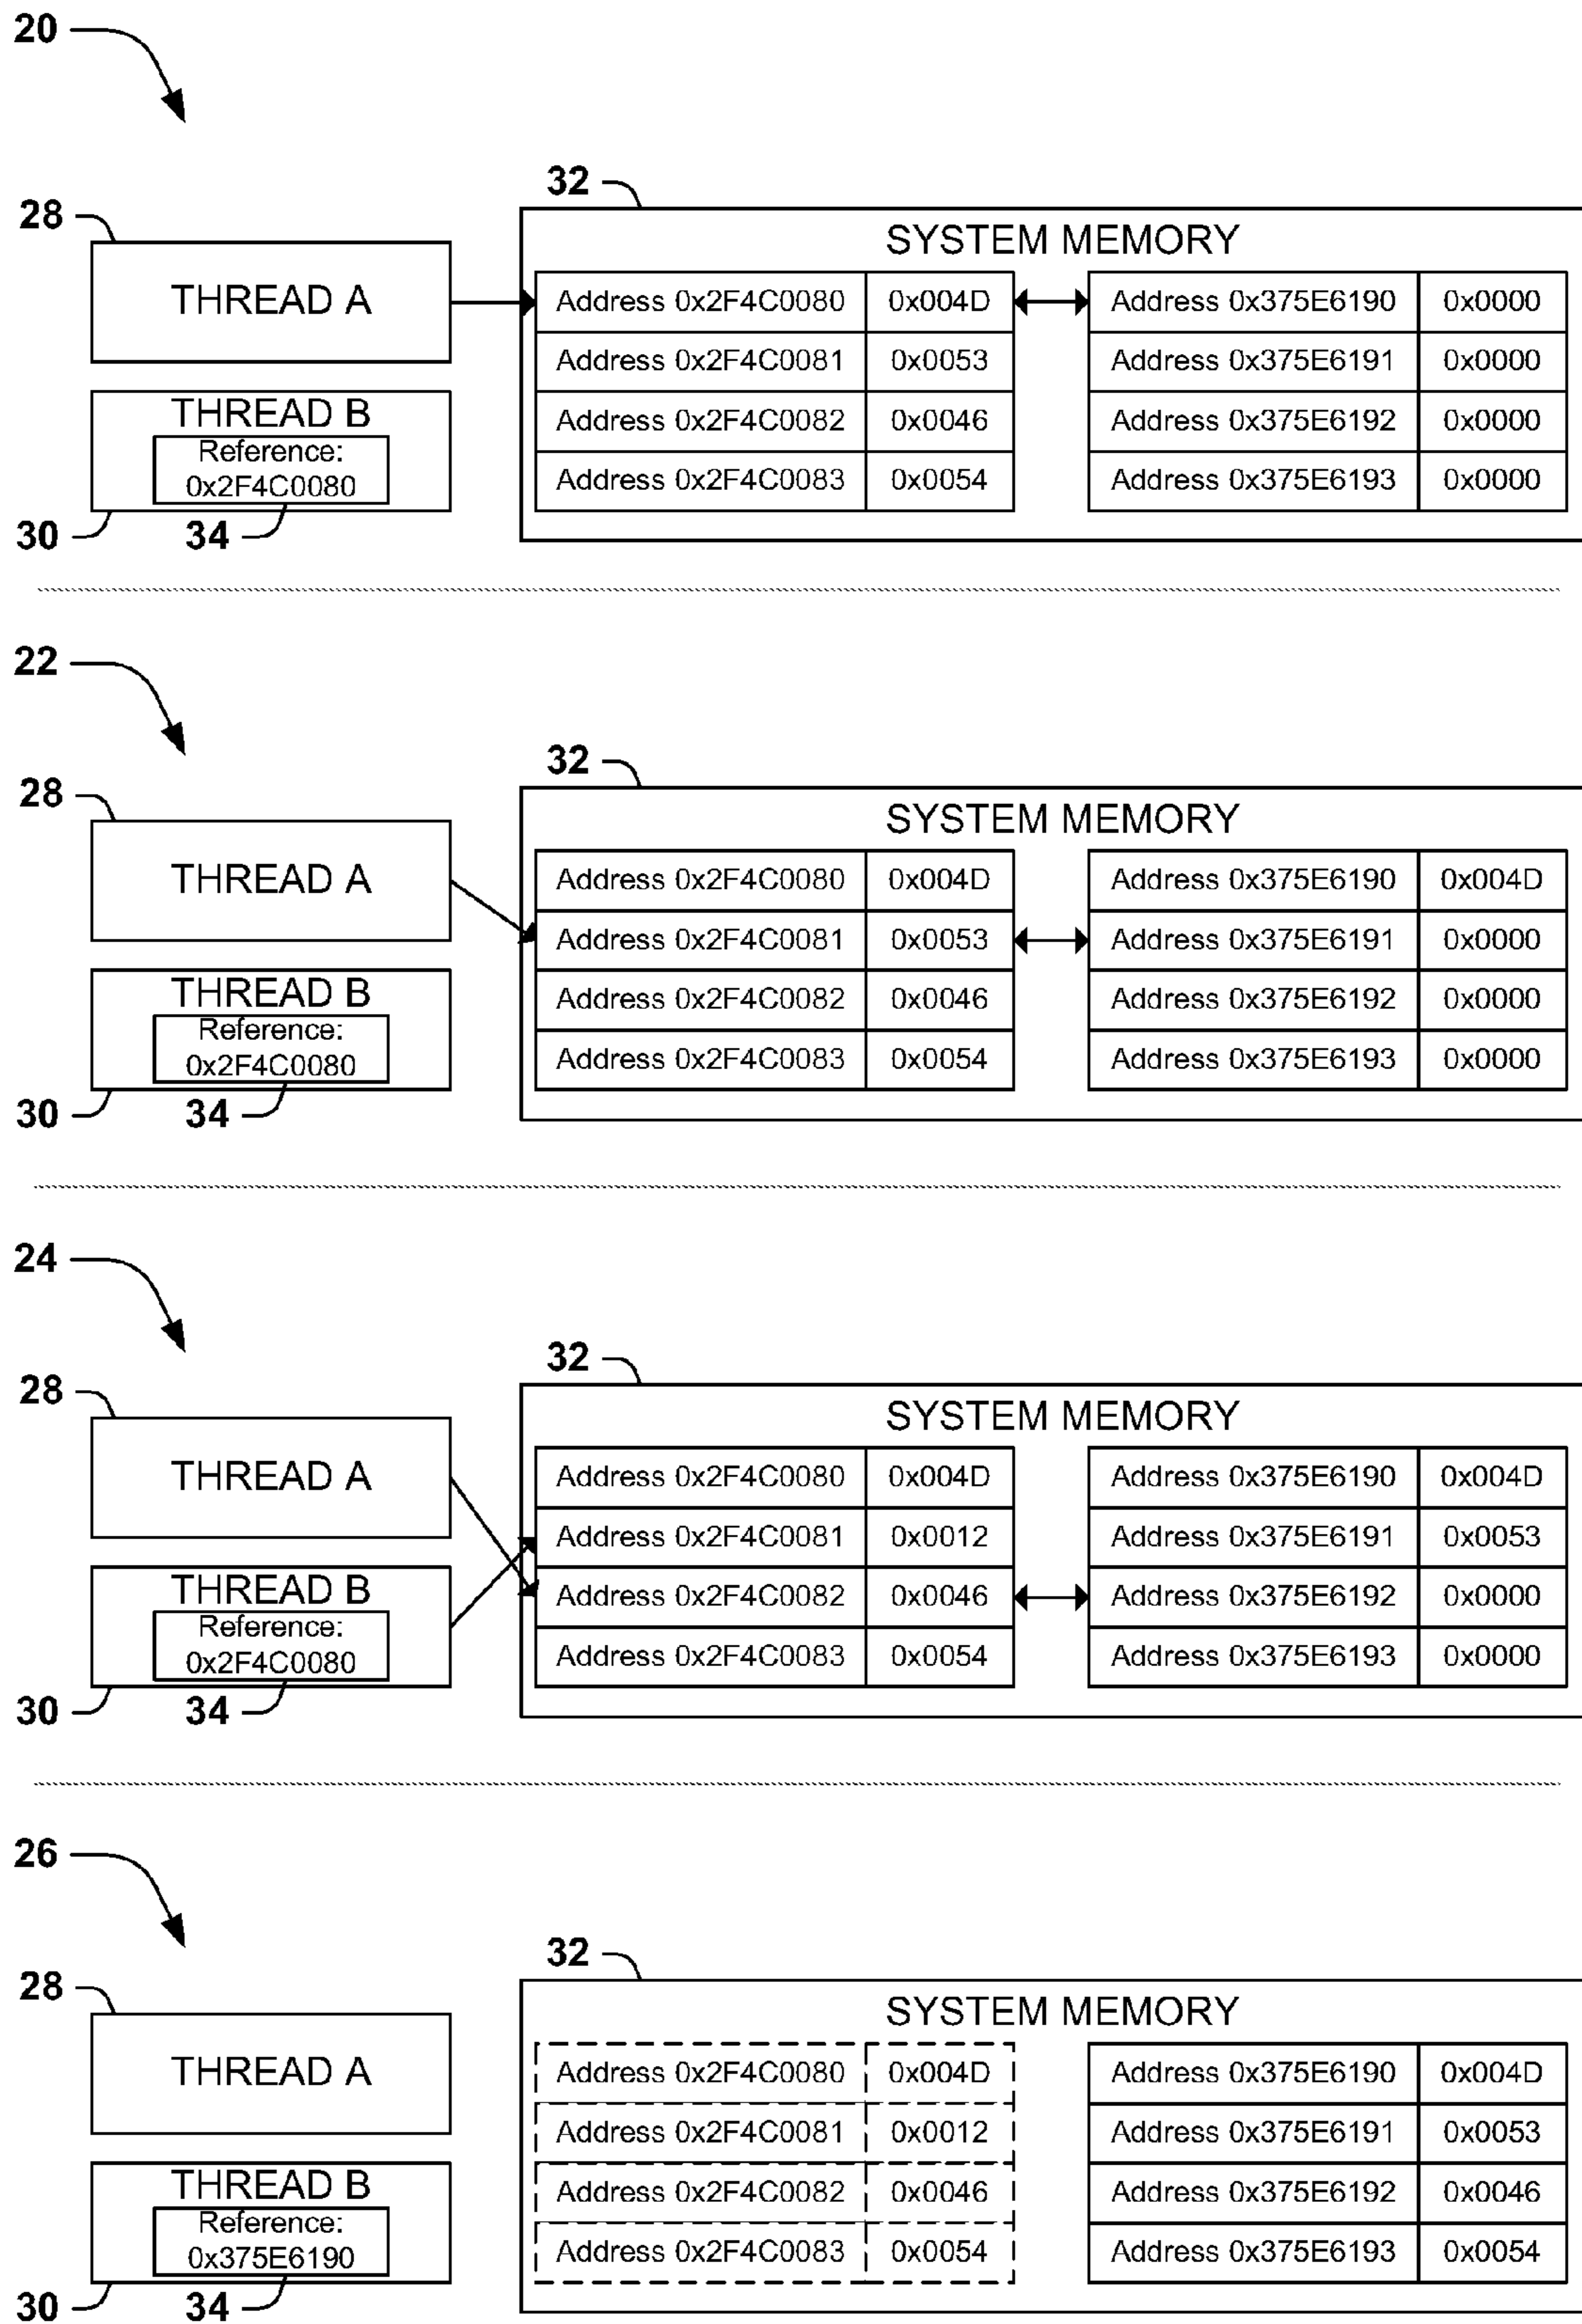 20
32
28
SYSTEM MEMORY
THREAD A
Address 0x2F4C0080 0x004D Address 0x375E6190 0x0000
Address 0x2F4C0081 0x0053 Address 0x375E6191 0x0000
THREAD B
Address 0x2F4C0082 0x0046 Address 0x375E6192 0x0000
Reference:
0x2F4C0080
Address 0x2F4C0083 0x0054 Address 0x375E6193 0x0000
30 34
22
32
28
SYSTEM MEMORY
THREAD A
Address 0x2F4C0080 0x004D Address 0x375E6190 0x004D
Address 0x2F4C0081 0x0053 Address 0x375E6191 0x0000
THREAD B
Address 0x2F4C0082 0x0046 Address 0x375E6192 0x0000
Reference:
0x2F4C0080
Address 0x2F4C0083 0x0054 Address 0x375E6193 0x0000
30 34
24
32
28
SYSTEM MEMORY
THREAD A
Address 0x2F4C0080 0x004D Address 0x375E6190 0x004D
Address 0x2F4C0081 0x0012 Address 0x375E6191 0x0053
THREAD B
Address 0x2F4C0082 0x0046 Address 0x375E6192 0x0000
Reference:
0x2F4C0080
Address 0x2F4C0083 0x0054 Address 0x375E6193 0x0000
30 34
26
32
28
SYSTEM MEMORY
THREAD A
Address 0x2F4C0080 0x004D Address 0x375E6190 0x004D
Address 0x2F4C0081 0x0012 Address 0x375E6191 0x0053
THREAD B
Address 0x2F4C0082 0x0046 Address 0x375E6192 0x0046
Reference:
0x375E6190
Address 0x2F4C0083 0x0054 Address 0x375E6193 0x0054
30 34